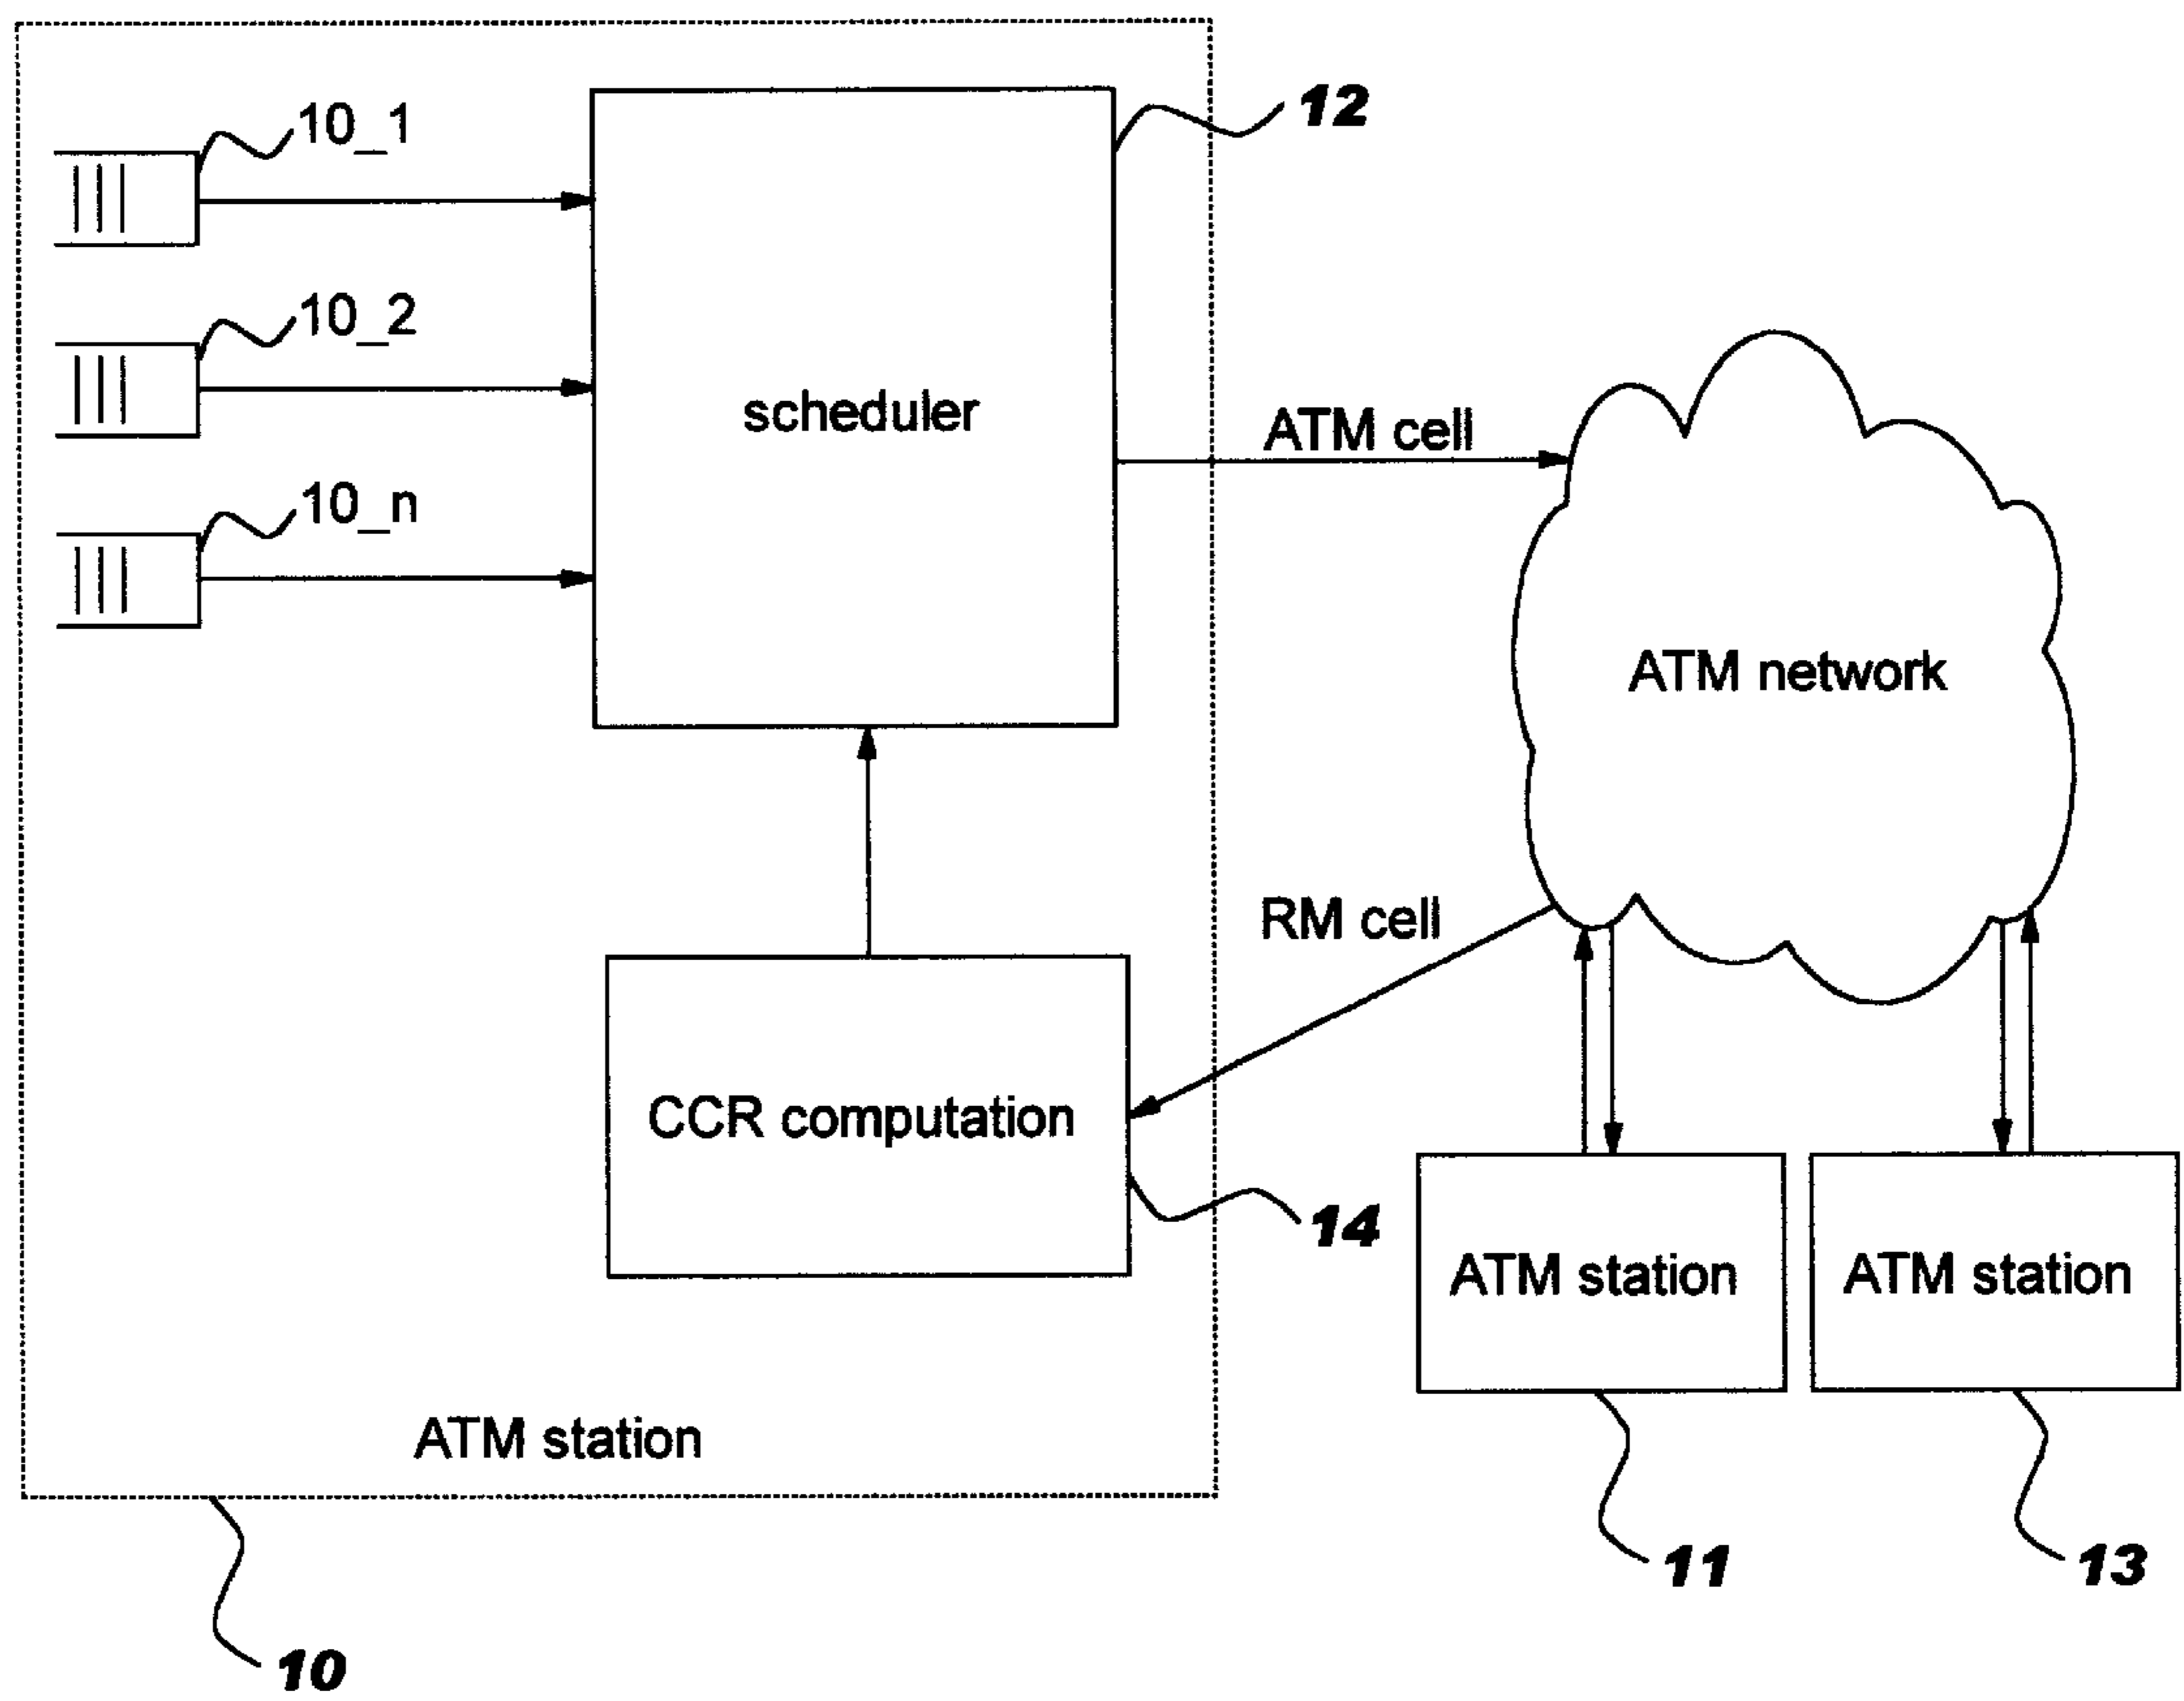 10_1
12
10_2
scheduler
ATM cell
10_n
ATM network
RM cell
CCR computation
14
ATM station
ATM station
ATM station
11
13
10